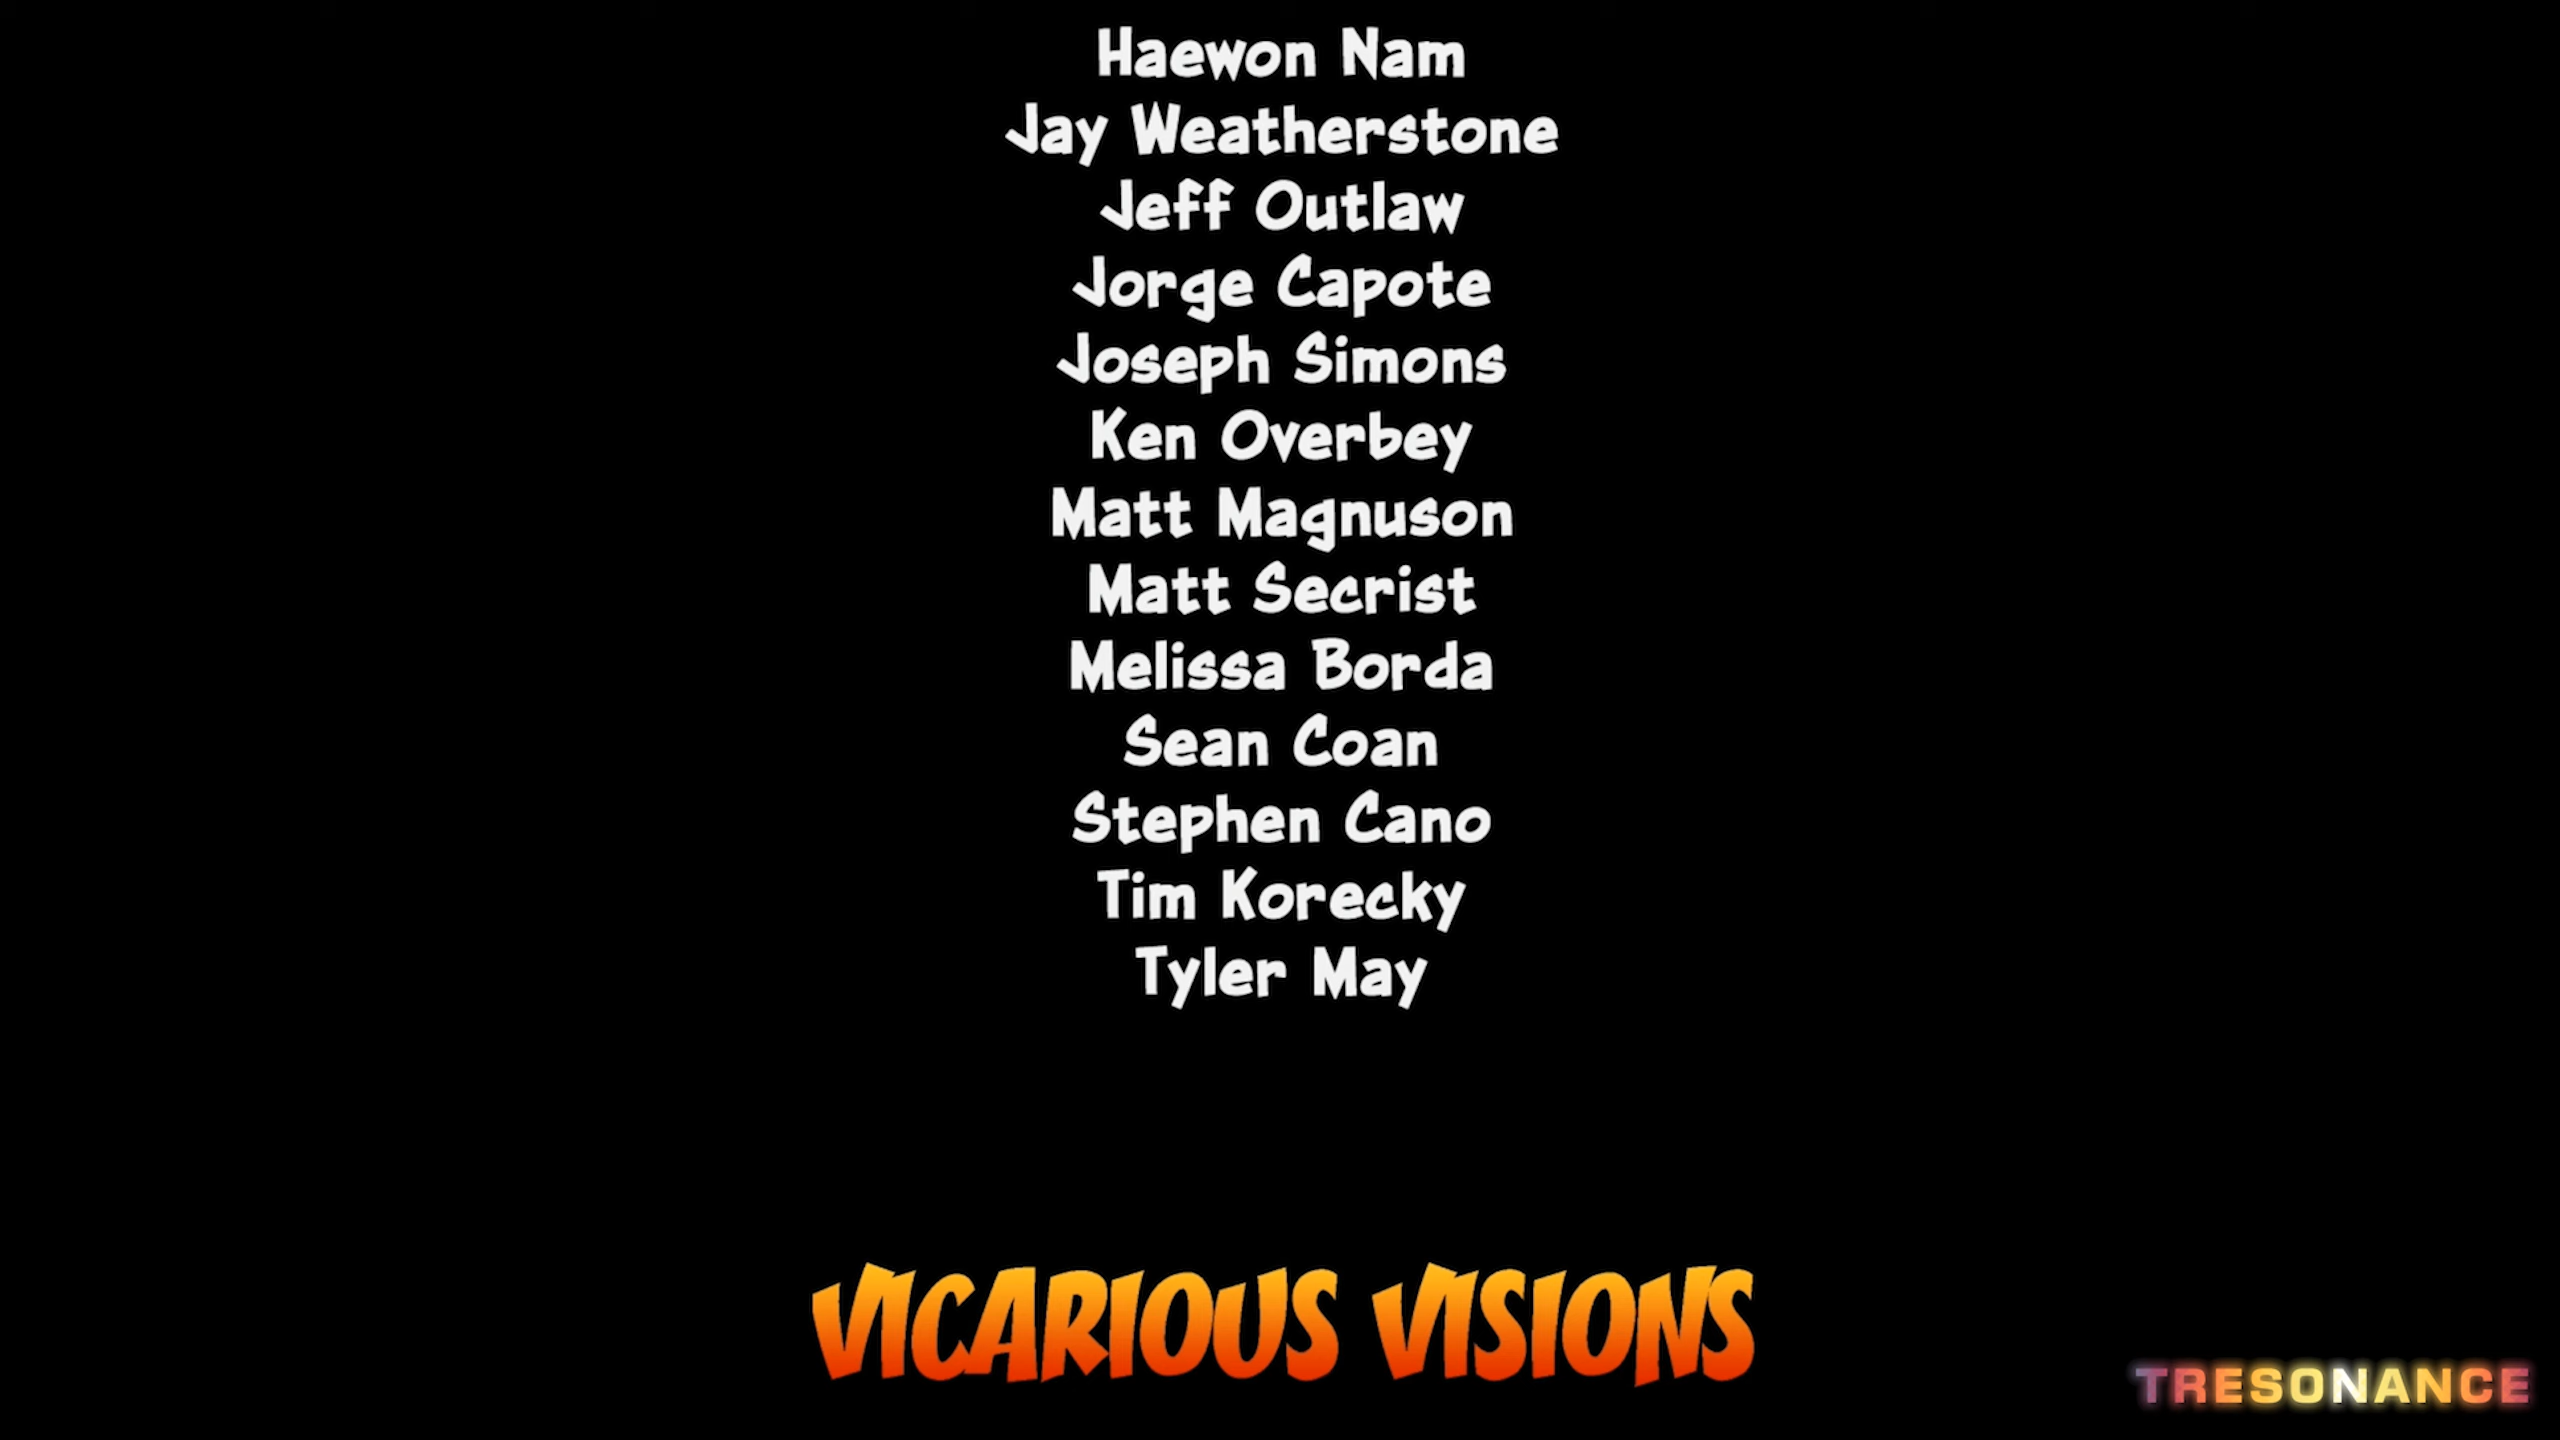 Haewon Nam
Jay Weatherstone
Jeff Outlaw
Jorge Capote
Joseph Simons
Ken Overbey
Matt Magnuson
Matt Secrist
Melissa Borda
Sean Coan
Stephen Cano
Tim Korecky
Tyler May
VICARIOUS VISIONS
TRESONANCE